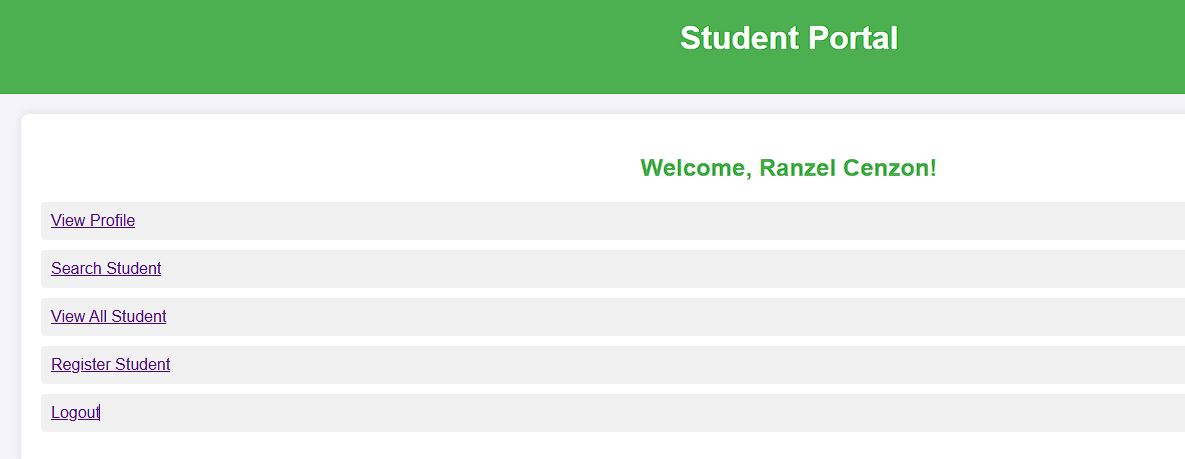 Student Portal
Welcome, Ranzel Cenzon!
View Profile
Search Student
View All Student
Register Student
Logout